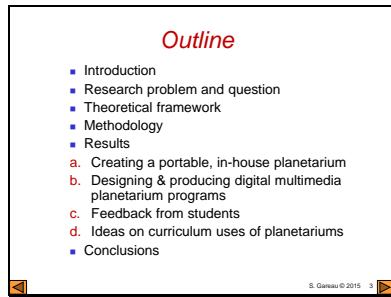 Outline
▪ Introduction
▪ Research problem and question
▪ Theoretical framework
▪ Methodology
▪ Results
a. Creating a portable, in-house planetarium
b. Designing & producing digital multimedia
planetarium programs
c. Feedback from students
d. Ideas on curriculum uses of planetariums
▪ Conclusions
S. Gareau © 2015 3